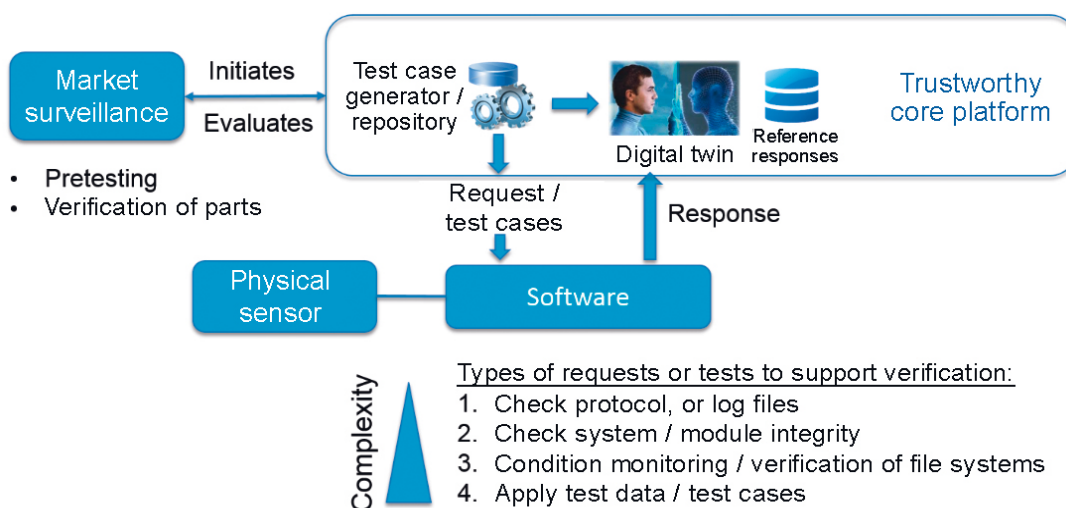 Market
surveillance
Initiates
Evaluates
Test case
generator /
repository
Digital twin
Reference
responses
Trustworthy
core platform
• Pretesting
• Verification of parts
Request /
test cases
Response
Physical
sensor
Software
Complexity
Types of requests or tests to support verification:
1. Check protocol, or log files
2. Check system / module integrity
3. Condition monitoring / verification of file systems
4. Apply test data / test cases